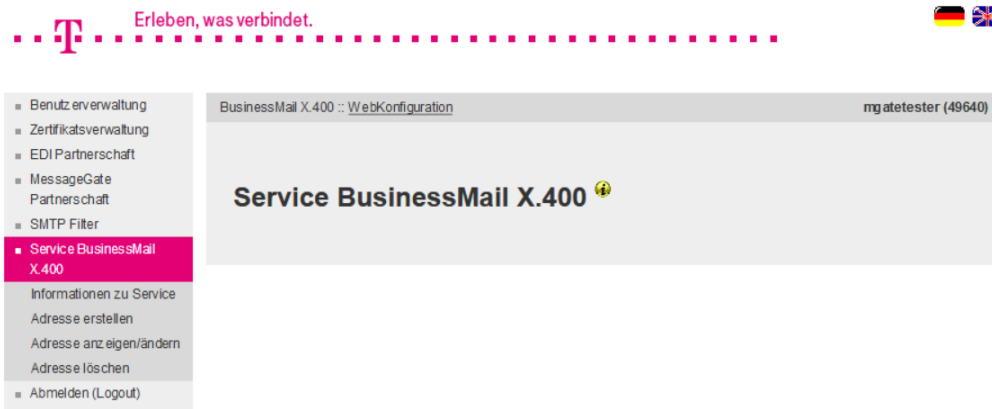 Erleben, was verbindet.
T
Benutzerverwaltung
Zertifikatsverwaltung
EDI Partnerschaft
MessageGate
Partnerschaft
SMTP Filter
Service BusinessMail
X.400
Informationen zu Service
Adresse erstellen
Adresse anzeigen/ändern
Adresse löschen
Abmelden (Logout)
BusinessMail X.400 :: WebKonfiguration
mgatetester (49640)
Service BusinessMail X.400